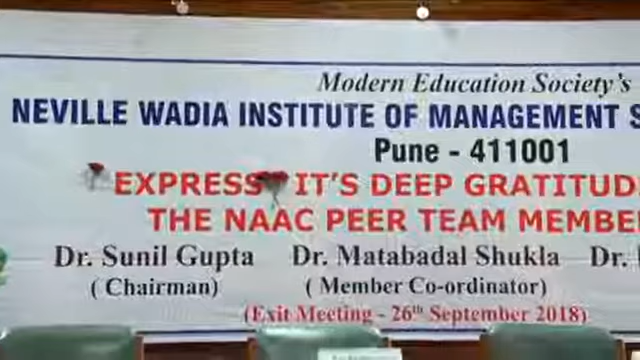 Modern Education Society's
NEVILLE WADIA INSTITUTE OF MANAGEMENT
Pune - 411001
EXPRESS IT'S DEEP GRATITUD
THE NAAC PEER TEAM MEMBE
Dr. Sunil Gupta Dr. Matabadal Shukla Dr.
(Chairman) (Member Co-ordinator)
(Exit Meeting - 26th September 2018)